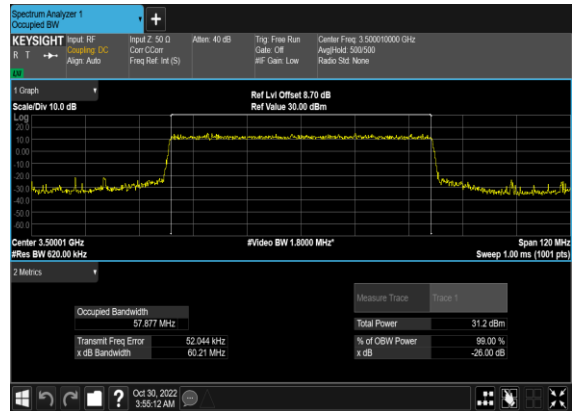 Spectrum Analyzer 1
Occupied BW
+
KEYSIGHT Input: RF Input Z: 50 Ω Atten: 40 dB Trig: Free Run Center Freq: 3.500010000 GHz
R T Coupling: DC Corr CCorr Gate: Off Avg|Hold: 500/500
Align: Auto Freq Ref: Int (S) #IF Gain: Low Radio Std: None
LW
1 Graph
Ref Lvl Offset 8.70 dB
Scale/Div 10.0 dB Ref Value 30.00 dBm
Log
20.0
10.0
0.00
-10.0
-20.0
-30.0
-40.0
-50.0
-60.0
Center 3.50001 GHz #Video BW 1.8000 MHz* Span 120 MHz
#Res BW 620.00 kHz Sweep 1.00 ms (1001 pts)
2 Metrics
Measure Trace Trace 1
Occupied Bandwidth
57.877 MHz Total Power 31.2 dBm
Transmit Freq Error 52.044 kHz % of OBW Power 99.00 %
x dB Bandwidth 60.21 MHz x dB -26.00 dB
? Oct 30, 2022
3:55:12 AM